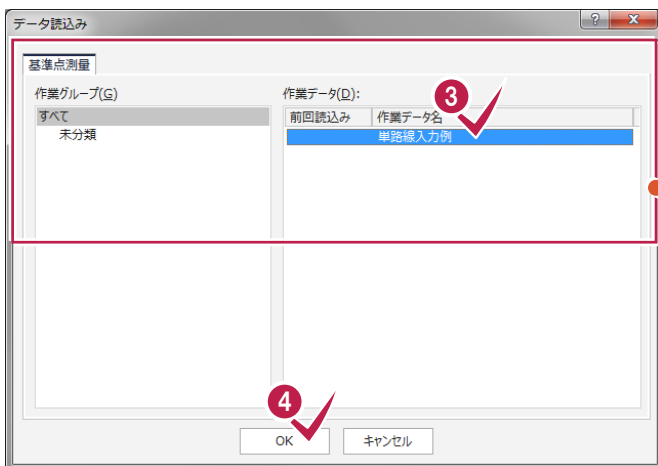 データ読込み
基準点測量
作業グループ(G)
作業データ(D):
すべて
未分類
前回読込み 作業データ名
単路線入力例
3
4
OK キャンセル